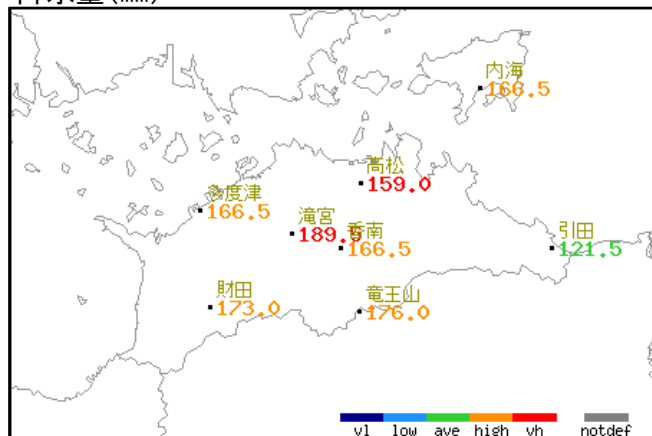 内海
166.5
高松
159.0
多度津
166.5
滝宮
189.5
香南
166.5
引田
121.5
財田
173.0
竜王山
176.0
vl low ave high vh notdef